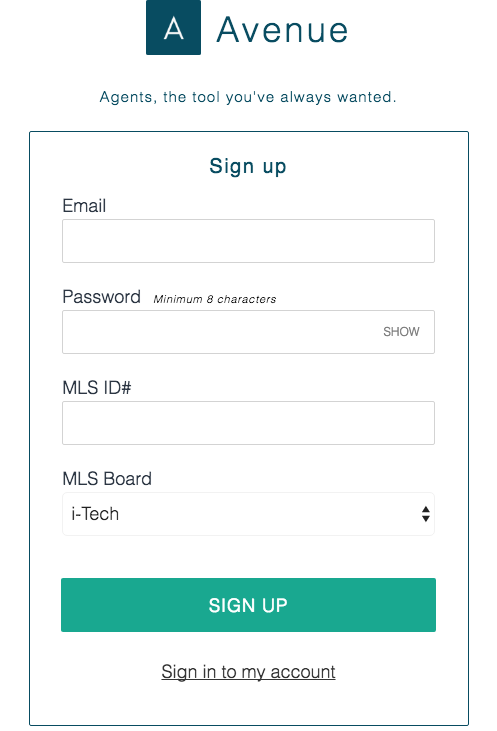 A Avenue
Agents, the tool you've always wanted.
Sign up
Email
Password Minimum 8 characters
SHOW
MLS ID#
MLS Board
i-Tech
SIGN UP
Sign in to my account